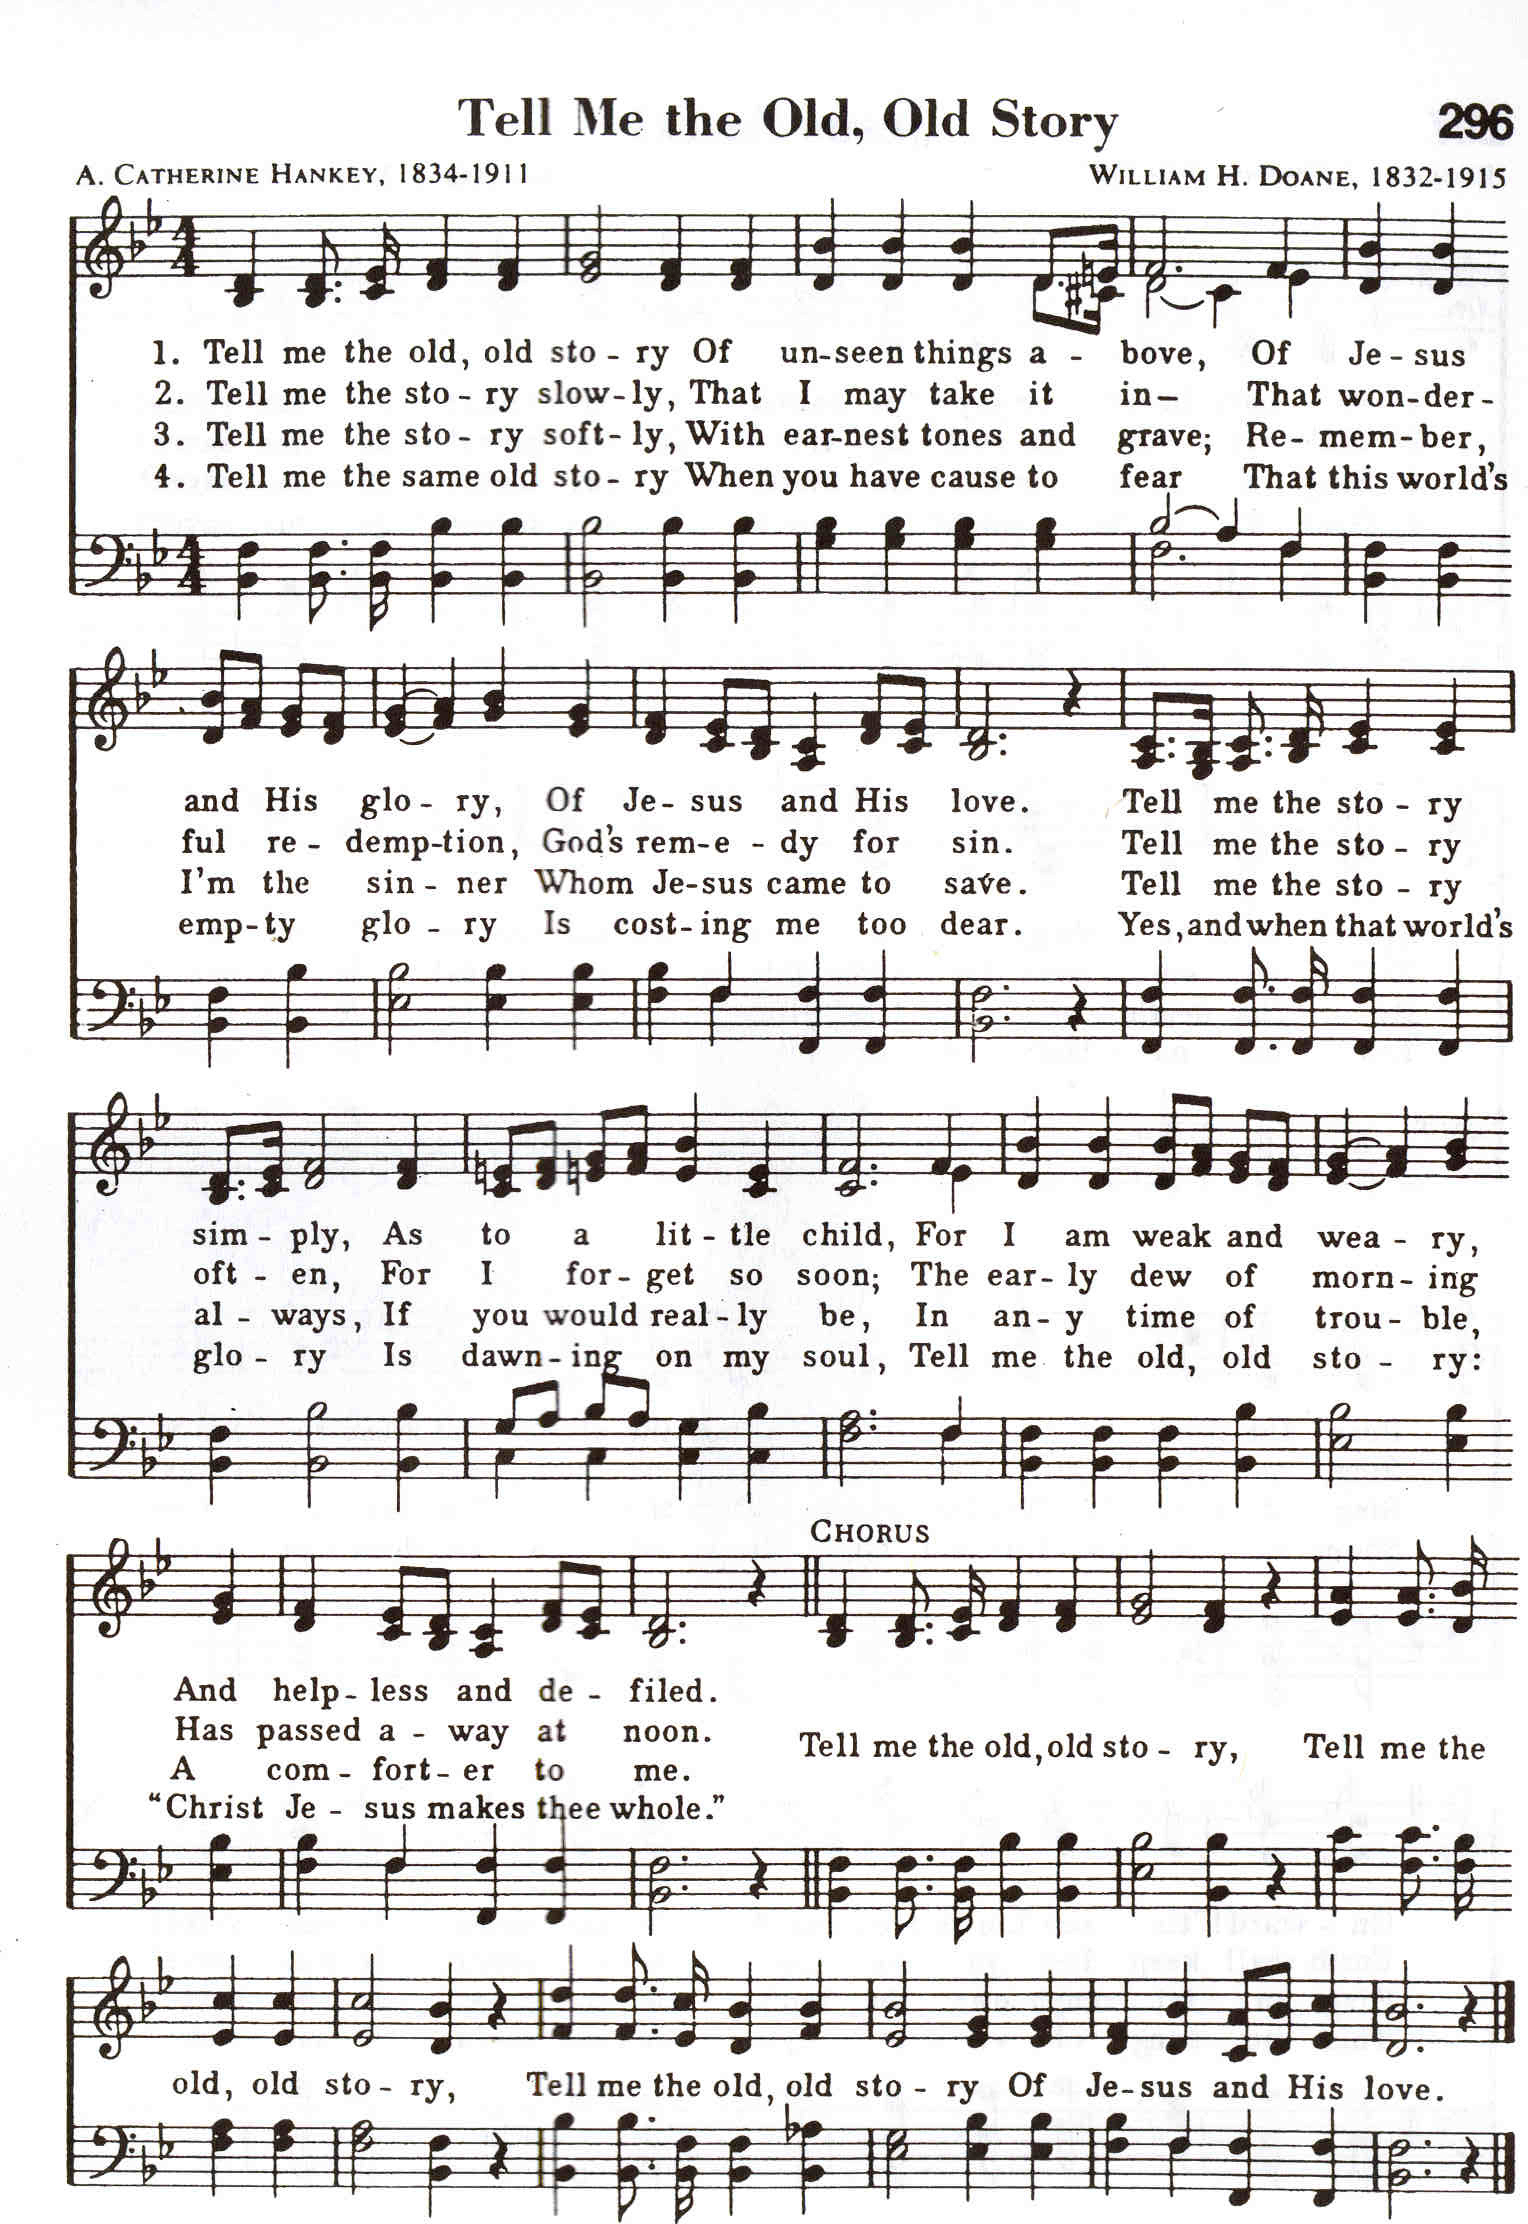 Tell Me the Old, Old Story 296
A. CATHERINE HANKEY, 1834-1911 WILLIAM H. DOANE, 1832-1915
1. Tell me the old, old sto - ry Of un-seen things a - bove, Of Je - sus
2. Tell me the sto - ry slow-ly, That I may take it in— That won-der-
3. Tell me the sto - ry soft-ly, With ear-nest tones and grave; Re- mem-ber,
4. Tell me the same old sto - ry When you have cause to fear That this world's
and His glo - ry, Of Je- sus and His love. Tell me the sto - ry
ful re - demp-tion, God's rem-e - dy for sin. Tell me the sto - ry
I'm the sin - ner Whom Je-sus came to save. Tell me the sto - ry
emp-ty glo - ry Is cost-ing me too dear. Yes, and when that world's
sim - ply, As to a lit - tle child, For I am weak and wea - ry,
oft - en, For I for - get so soon; The ear- ly dew of morn - ing
al - ways, If you would real - ly be, In an - y time of trou - ble,
glo - ry Is dawn-ing on my soul, Tell me the old, old sto - ry:
CHORUS
And help- less and de - filed.
Has passed a - way at noon.
A com- fort- er to me.
"Christ Je - sus makes thee whole."
Tell me the old, old sto - ry, Tell me the
old, old sto - ry, Tell me the old, old sto - ry Of Je-sus and His love.